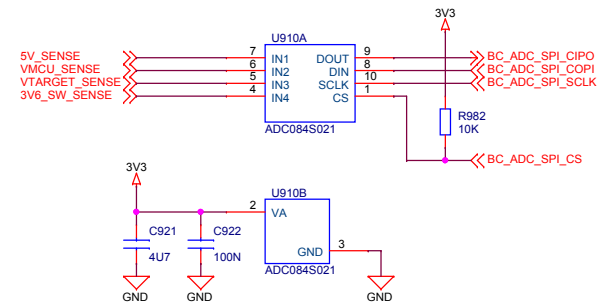 3V3
U910A
5V_SENSE 7 IN1 DOUT 9 BC_ADC_SPI_CIPO
VMCU_SENSE 6 IN2 DIN 8 BC_ADC_SPI_COPI
VTARGET_SENSE 5 IN3 SCLK 10 BC_ADC_SPI_SCLK
3V6_SW_SENSE 4 IN4 CS 1
R982
10K
ADC084S021
BC_ADC_SPI_CS
3V3
U910B
2 VA
C921 C922
4U7 100N
GND 3
ADC084S021
GND GND GND